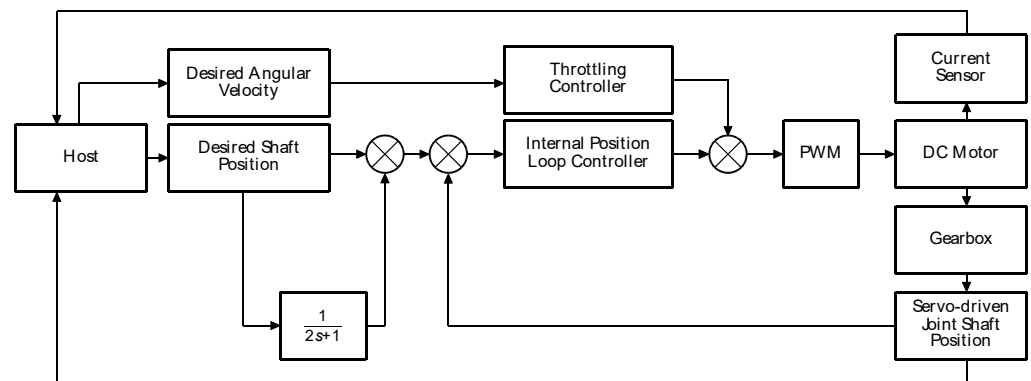 Current
Sensor
Desired Angular
Velocity
Throttling
Controller
Host
Desired Shaft
Position
Internal Position
Loop Controller
PWM
DC Motor
Gearbox
1
2s+1
Servo-driven
Joint Shaft
Position